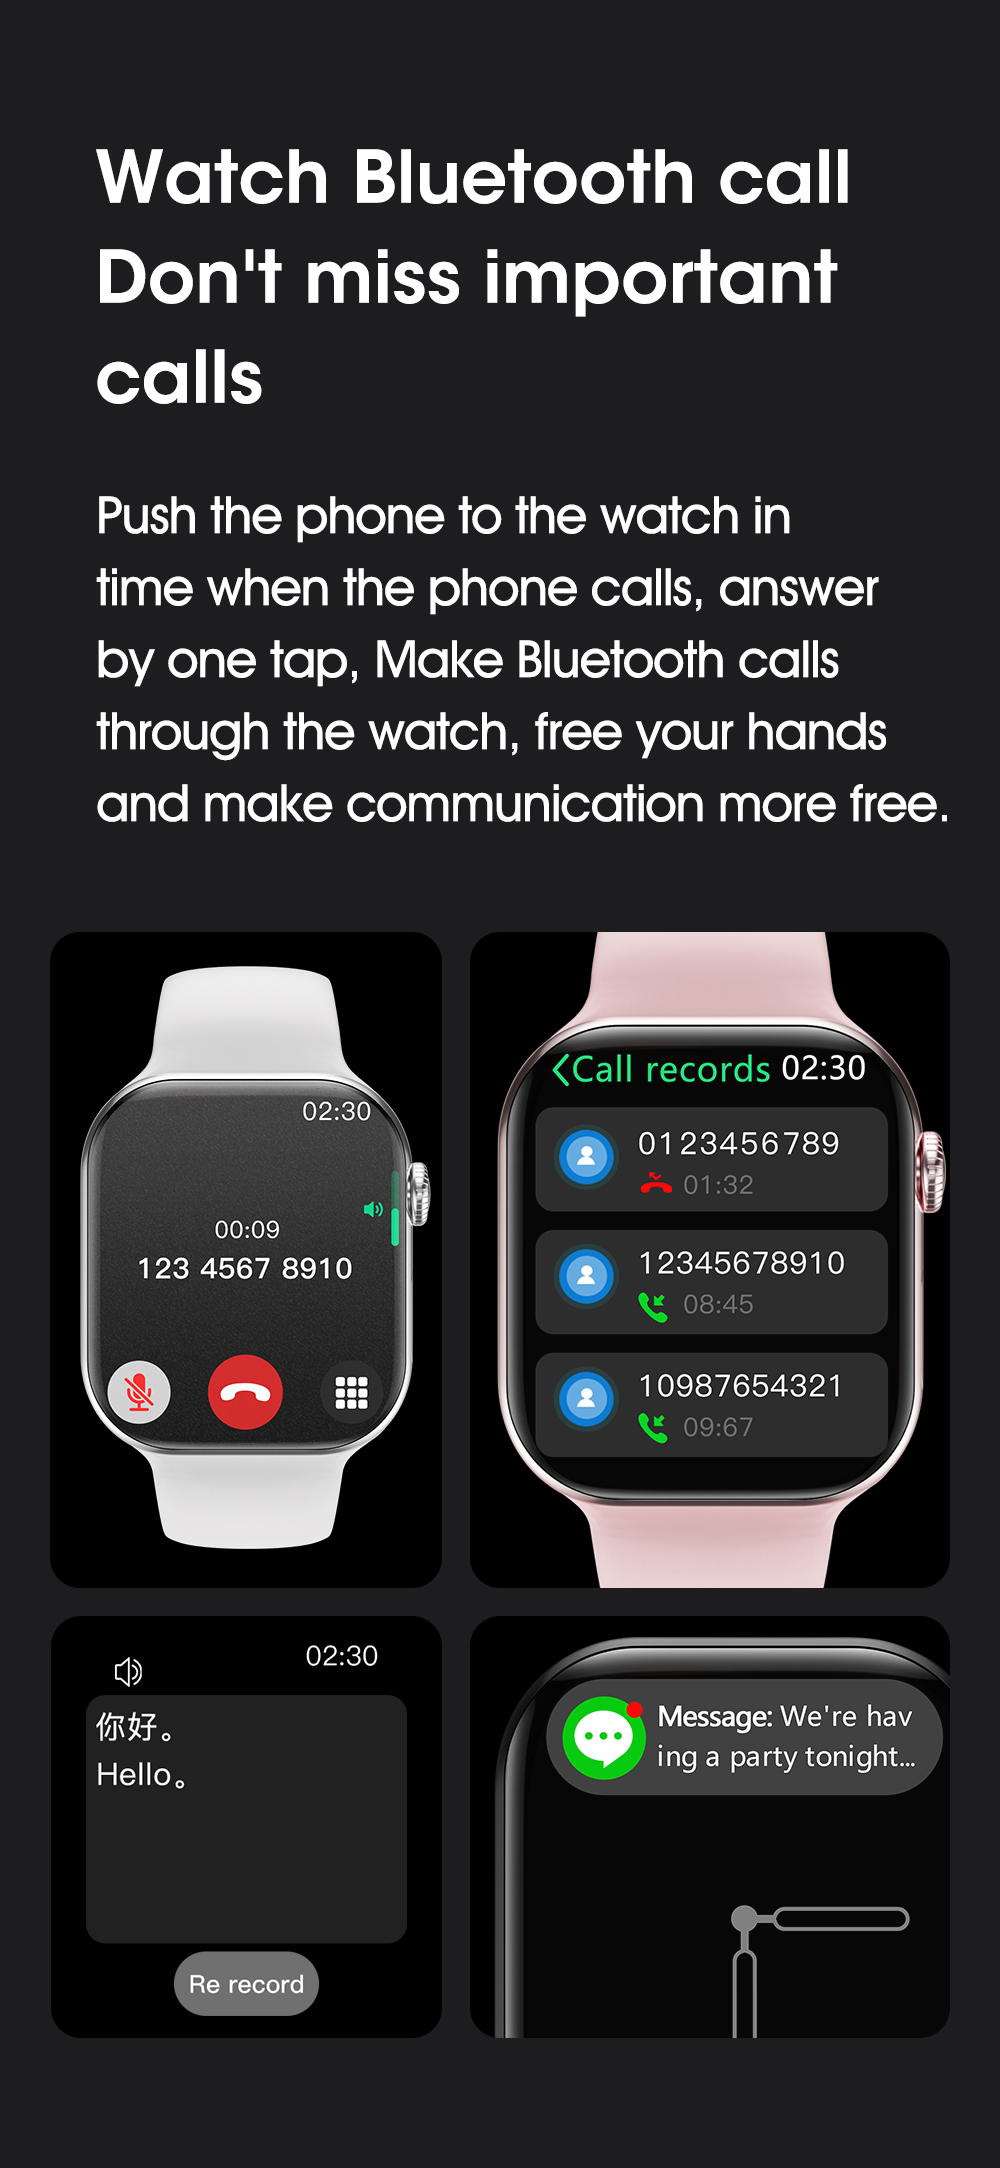 Watch Bluetooth call
Don't miss important
calls
Push the phone to the watch in
time when the phone calls, answer
by one tap, Make Bluetooth calls
through the watch, free your hands
and make communication more free.
02:30
00:09
123 4567 8910
Call records 02:30
0123456789
01:32
12345678910
08:45
10987654321
09:67
02:30
你好。
Hello。
Re record
Message: We're hav
ing a party tonight...